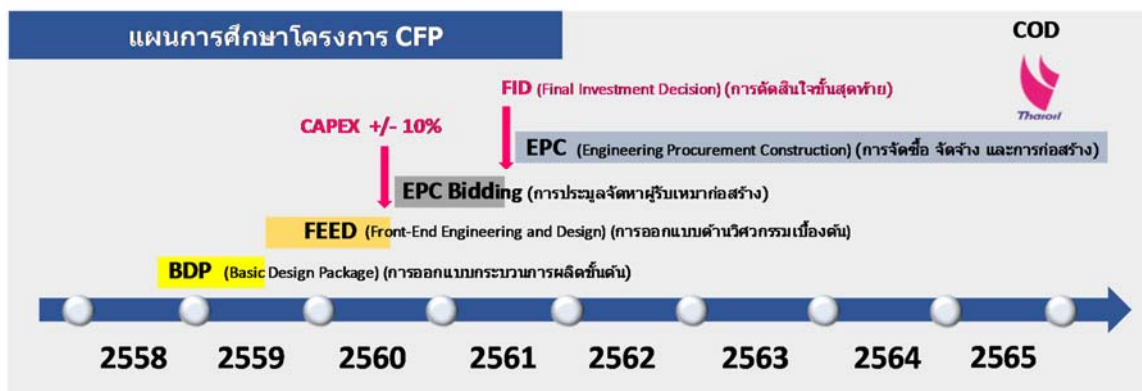 แผนการศึกษาโครงการ CFP
COD
Thaioil
FID (Final Investment Decision) (การตัดสินใจขั้นสุดท้าย)
CAPEX +/- 10%
EPC (Engineering Procurement Construction) (การจัดซื้อ จัดจ้าง และการก่อสร้าง)
EPC Bidding (การประมูลจัดหาผู้รับเหมาก่อสร้าง)
FEED (Front-End Engineering and Design) (การออกแบบด้านวิศวกรรมเบื้องต้น)
BDP (Basic Design Package) (การออกแบบกระบวนการผลิตขั้นต้น)
2558 2559 2560 2561 2562 2563 2564 2565